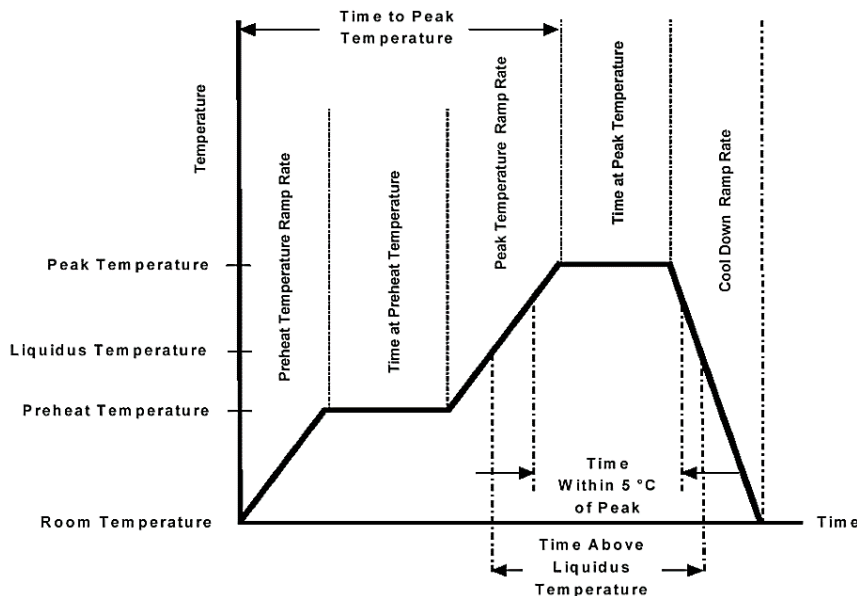 Time to Peak
Temperature
Temperature
Preheat Temperature Ramp Rate
Time at Preheat Temperature
Peak Temperature Ramp Rate
Time at Peak Temperature
Cool Down Ramp Rate
Peak Temperature
Liquidus Temperature
Preheat Temperature
Room Temperature
Time
Within 5 °C
of Peak
Time
Time Above
Liquidus
Temperature